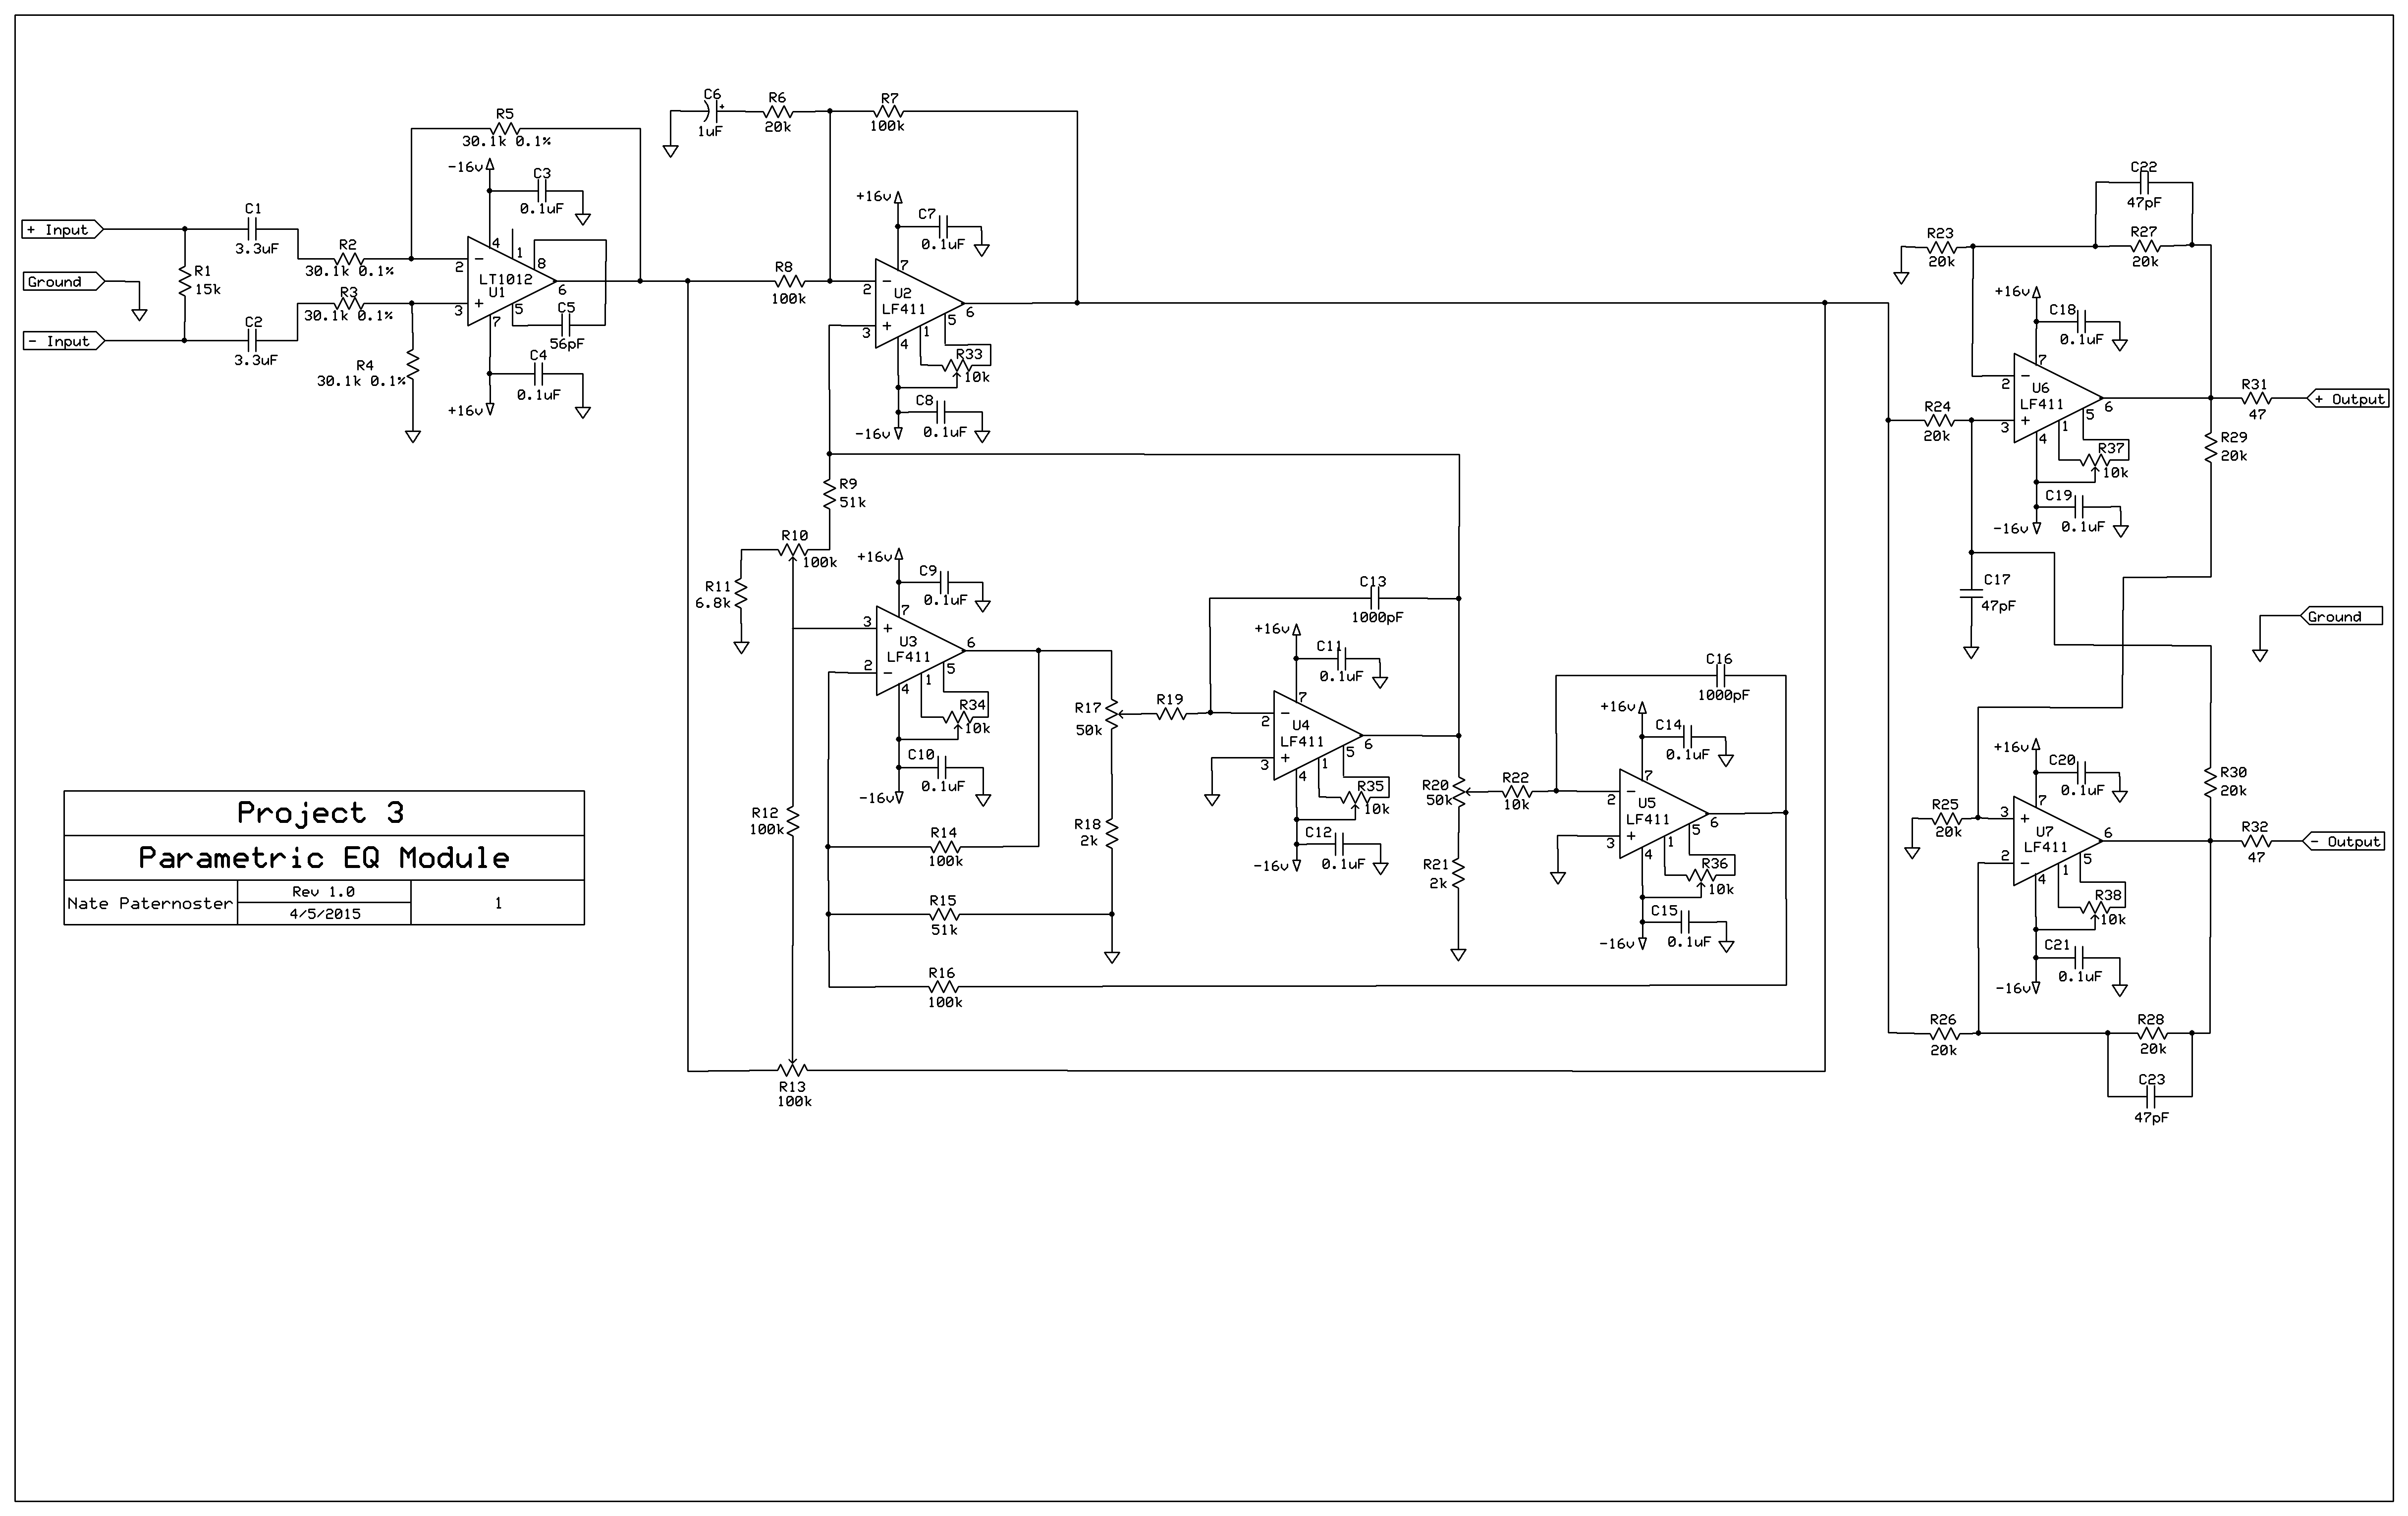 + Input
Ground
- Input
R1
15k
C1
3.3uF
C2
3.3uF
R2
30.1k 0.1%
R3
30.1k 0.1%
R4
30.1k 0.1%
R5
30.1k 0.1%
-16v
C3
0.1uF
4
1
8
2
-
LT1012
U1
6
3
+
7
5
C5
56pF
C4
0.1uF
+16v
C6
+
1uF
R6
20k
R7
100k
R8
100k
+16v
C7
0.1uF
7
2
-
U2
LF411
6
3
+
4
1
5
R33
10k
C8
0.1uF
-16v
R9
51k
R10
100k
R11
6.8k
+16v
C9
0.1uF
7
3
+
U3
LF411
6
2
-
4
1
5
R34
10k
C10
0.1uF
-16v
R12
100k
R13
100k
R14
100k
R15
51k
R16
100k
R17
50k
R18
2k
R19
C13
1000pF
+16v
C11
0.1uF
7
2
-
U4
LF411
6
3
+
4
1
5
R35
10k
C12
0.1uF
-16v
R20
50k
R21
2k
R22
10k
C16
1000pF
+16v
C14
0.1uF
7
2
-
U5
LF411
6
3
+
4
1
5
R36
10k
C15
0.1uF
-16v
C22
47pF
R23
20k
R27
20k
+16v
C18
0.1uF
7
2
-
U6
LF411
6
3
+
4
1
5
R37
10k
C19
0.1uF
-16v
R24
20k
R31
47
+ Output
R29
20k
C17
47pF
Ground
+16v
C20
0.1uF
7
3
+
U7
LF411
6
2
-
4
1
5
R38
10k
C21
0.1uF
-16v
R25
20k
R30
20k
R32
47
- Output
R26
20k
R28
20k
C23
47pF
Project 3
Parametric EQ Module
Nate Paternoster
Rev 1.0
4/5/2015
1